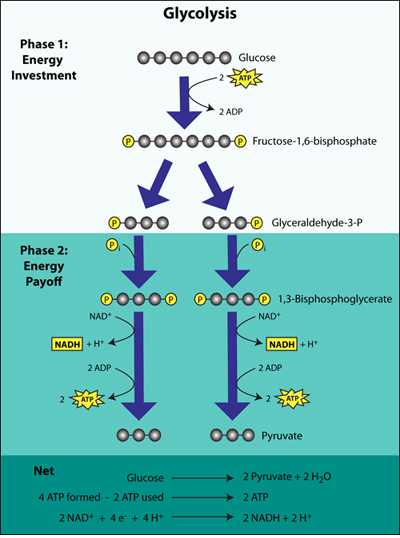 Glycolysis
Phase 1:
Energy
Investment
Glucose
2 ATP
2 ADP
P P
Fructose-1,6-bisphosphate
P P
Glyceraldehyde-3-P
Phase 2:
Energy
Payoff
Pi Pi
P P P P
1,3-Bisphosphoglycerate
NAD⁺ NAD⁺
NADH + H⁺ NADH + H⁺
2 ADP 2 ADP
2 ATP 2 ATP
Pyruvate
Net
Glucose 2 Pyruvate + 2 H₂O
4 ATP formed - 2 ATP used 2 ATP
2 NAD⁺ + 4 e⁻ + 4 H⁺ 2 NADH + 2 H⁺